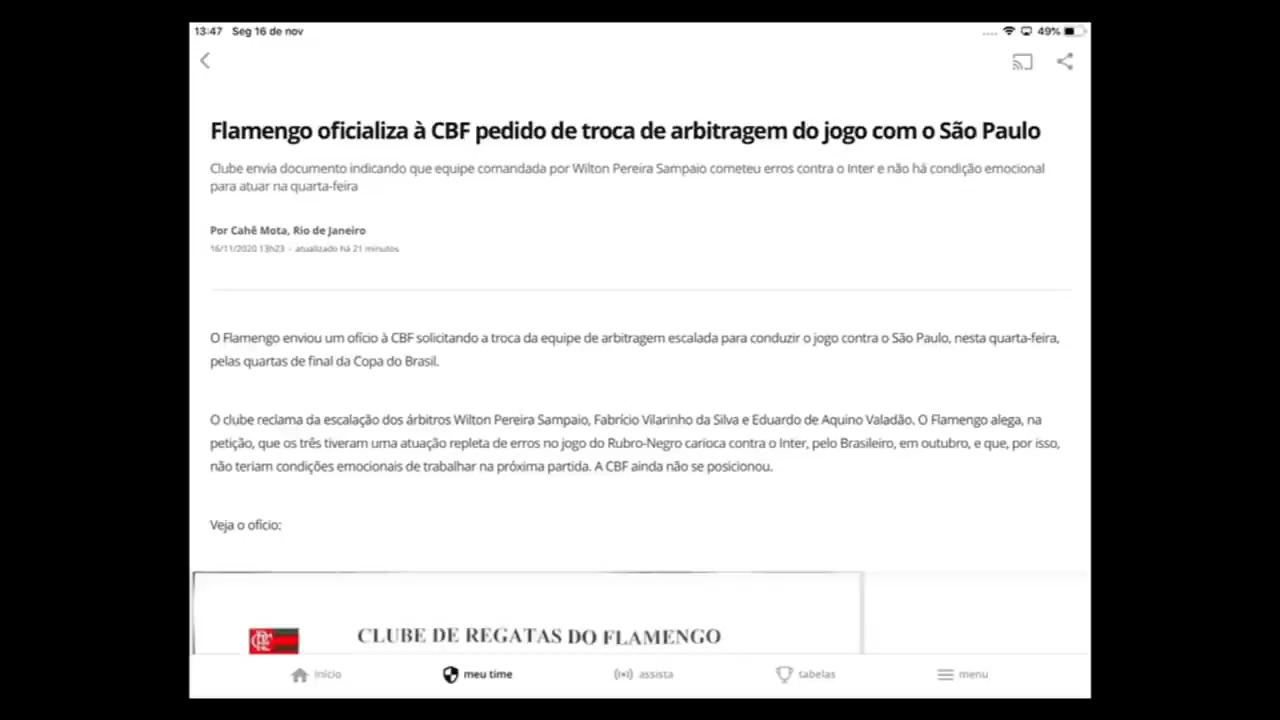 13:47 Seg 16 de nov 49%
Flamengo oficializa à CBF pedido de troca de arbitragem do jogo com o São Paulo
Clube envia documento indicando que equipe comandada por Wilton Pereira Sampaio cometeu erros contra o Inter e não há condição emocional
para atuar na quarta-feira
Por Cahê Mota, Rio de Janeiro
16/11/2020 13h23 - atualizado há 21 minutos
O Flamengo enviou um ofício à CBF solicitando a troca da equipe de arbitragem escalada para conduzir o jogo contra o São Paulo, nesta quarta-feira,
pelas quartas de final da Copa do Brasil.
O clube reclama da escalação dos árbitros Wilton Pereira Sampaio, Fabrício Vilarinho da Silva e Eduardo de Aquino Valadão. O Flamengo alega, na
petição, que os três tiveram uma atuação repleta de erros no jogo do Rubro-Negro carioca contra o Inter, pelo Brasileiro, em outubro, e que, por isso,
não teriam condições emocionais de trabalhar na próxima partida. A CBF ainda não se posicionou.
Veja o ofício:
CLUBE DE REGATAS DO FLAMENGO
início meu time assista tabelas menu